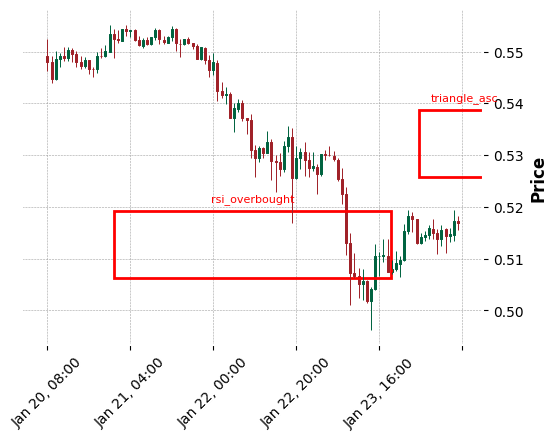 0.55
triangle_asc
0.54
0.53
Price
rsi_overbought
0.52
0.51
0.50
Jan 20, 08:00
Jan 21, 04:00
Jan 22, 00:00
Jan 22, 20:00
Jan 23, 16:00